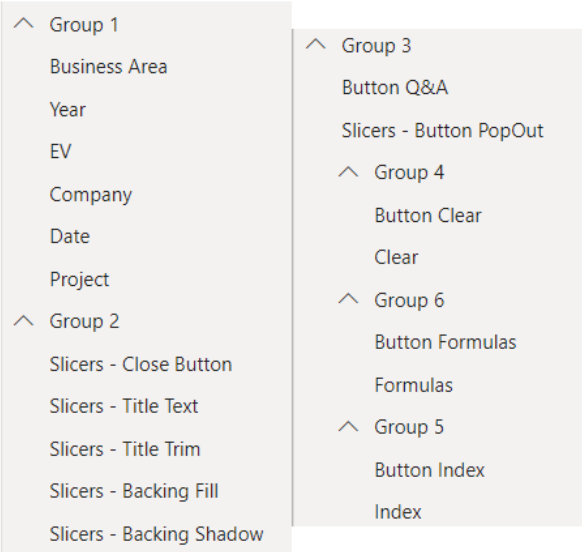 Group 1
Business Area
Year
EV
Company
Date
Project
Group 2
Slicers - Close Button
Slicers - Title Text
Slicers - Title Trim
Slicers - Backing Fill
Slicers - Backing Shadow
Group 3
Button Q&A
Slicers - Button PopOut
Group 4
Button Clear
Clear
Group 6
Button Formulas
Formulas
Group 5
Button Index
Index